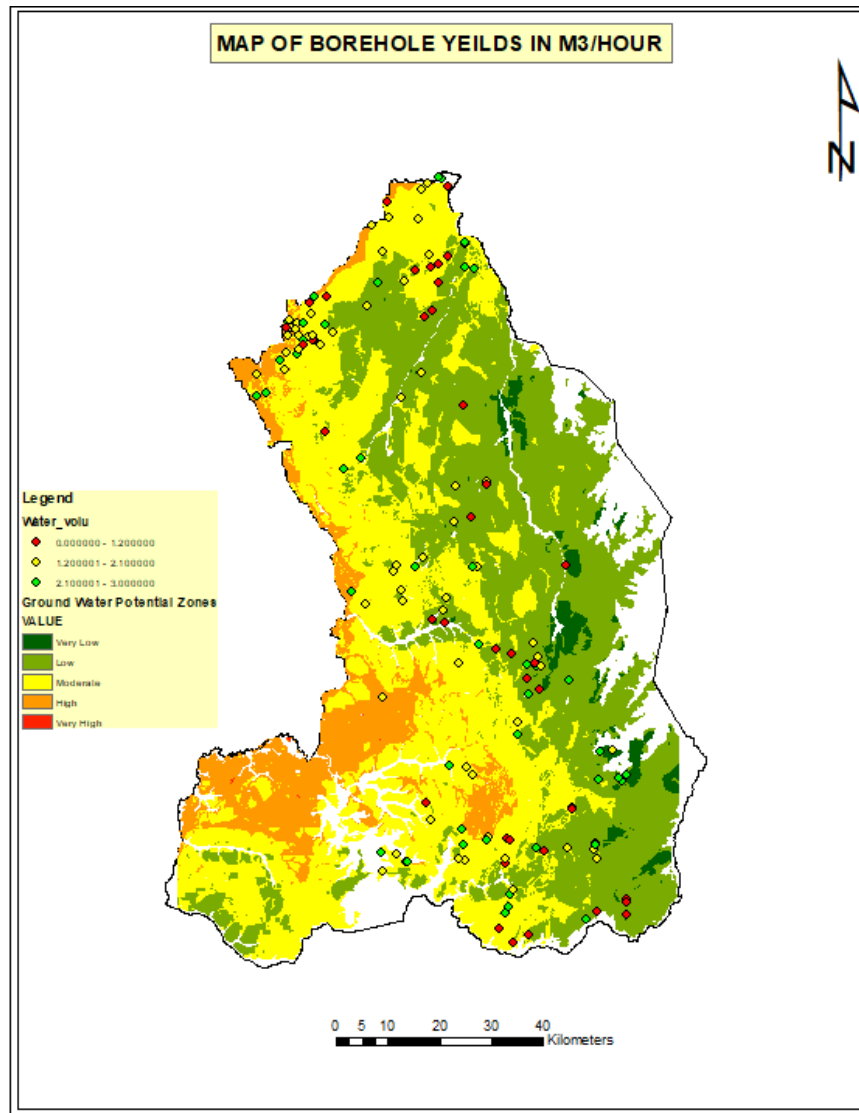 MAP OF BOREHOLE YEILDS IN M3/HOUR
N
Legend
Water_volu
0.000000 - 1.200000
1.200001 - 2.100000
2.100001 - 3.000000
Ground Water Potential Zones
VALUE
Very Low
Low
Moderate
High
Very High
0 5 10 20 30 40
Kilometers